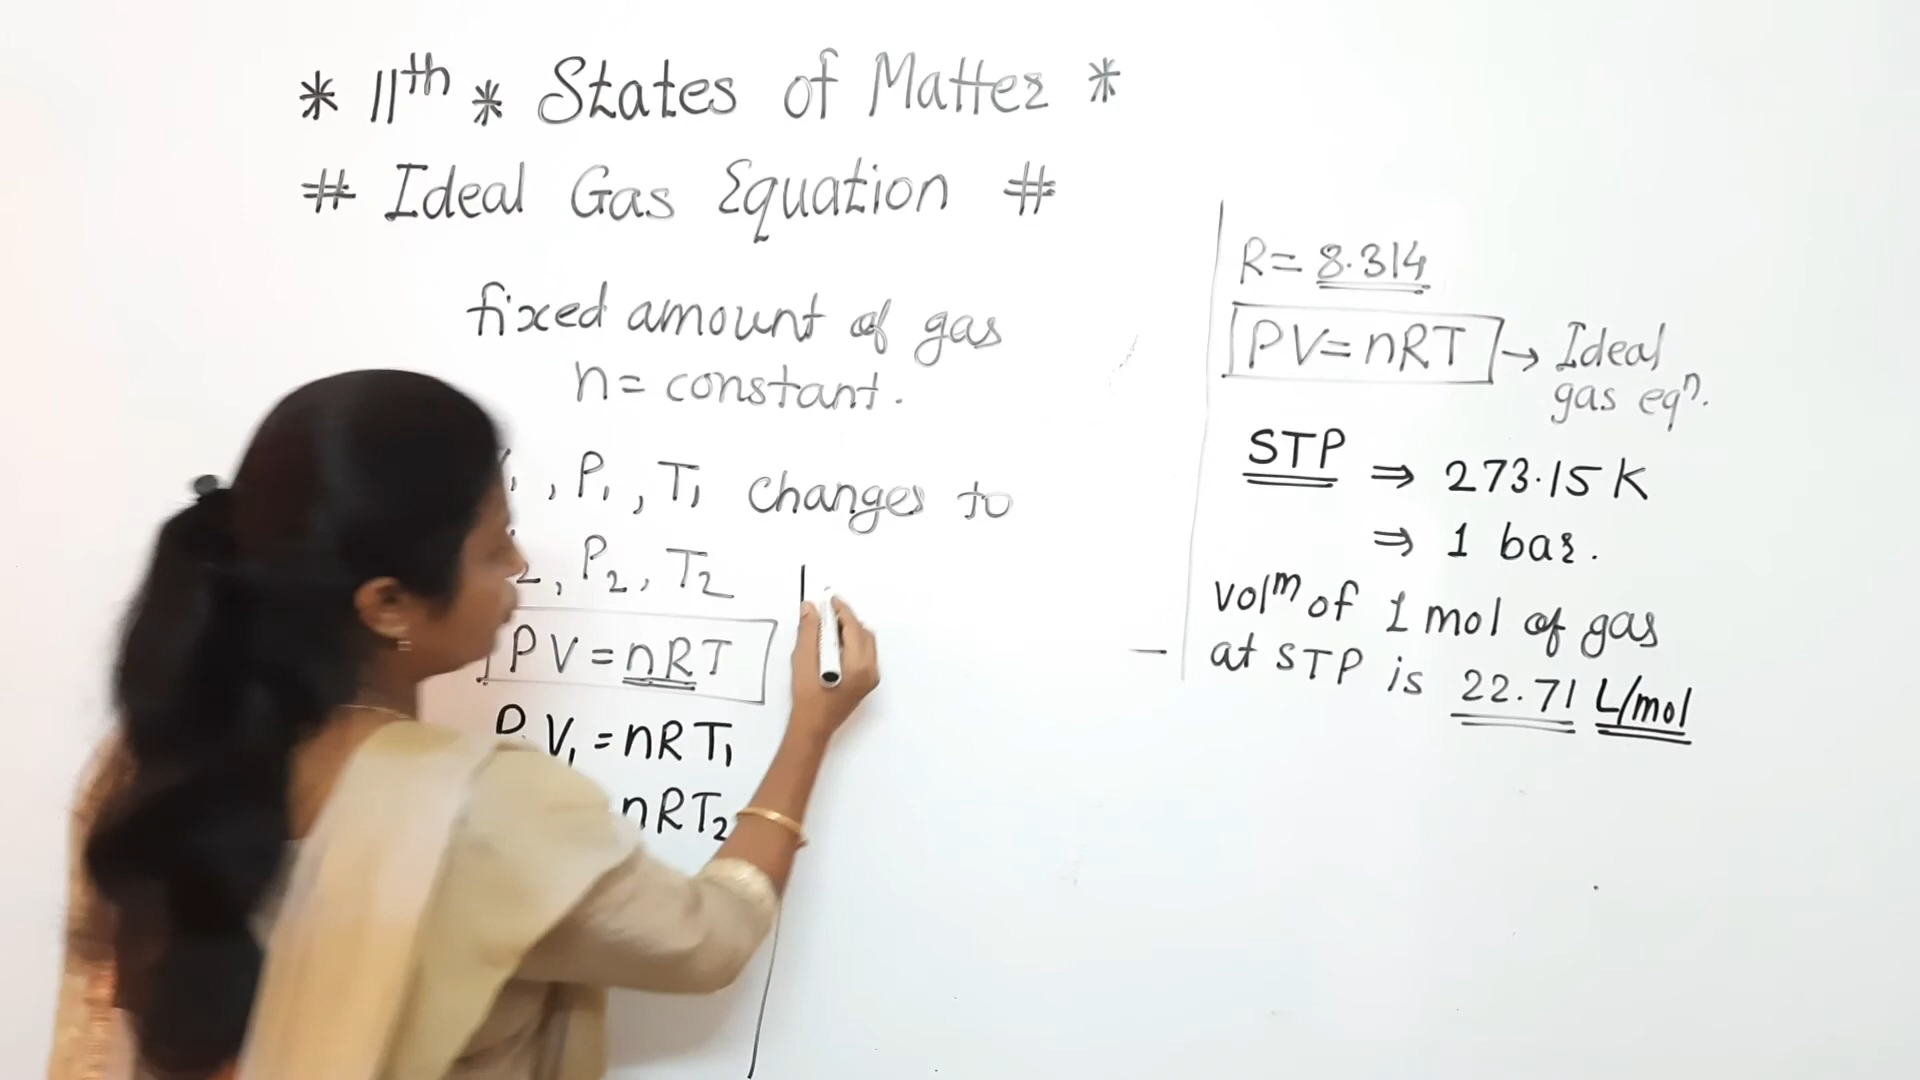 * 11th * States of Matter *
# Ideal Gas Equation #
fixed amount of gas
n = constant.
, P₁, T₁ changes to
₂, P₂, T₂
PV = nRT
V₁ = nRT₁
nRT₂
R = 8.314
PV = nRT → Ideal
gas eqⁿ.
STP ⇒ 273.15 K
⇒ 1 bar.
volᵐ of 1 mol of gas
at STP is 22.71 L/mol